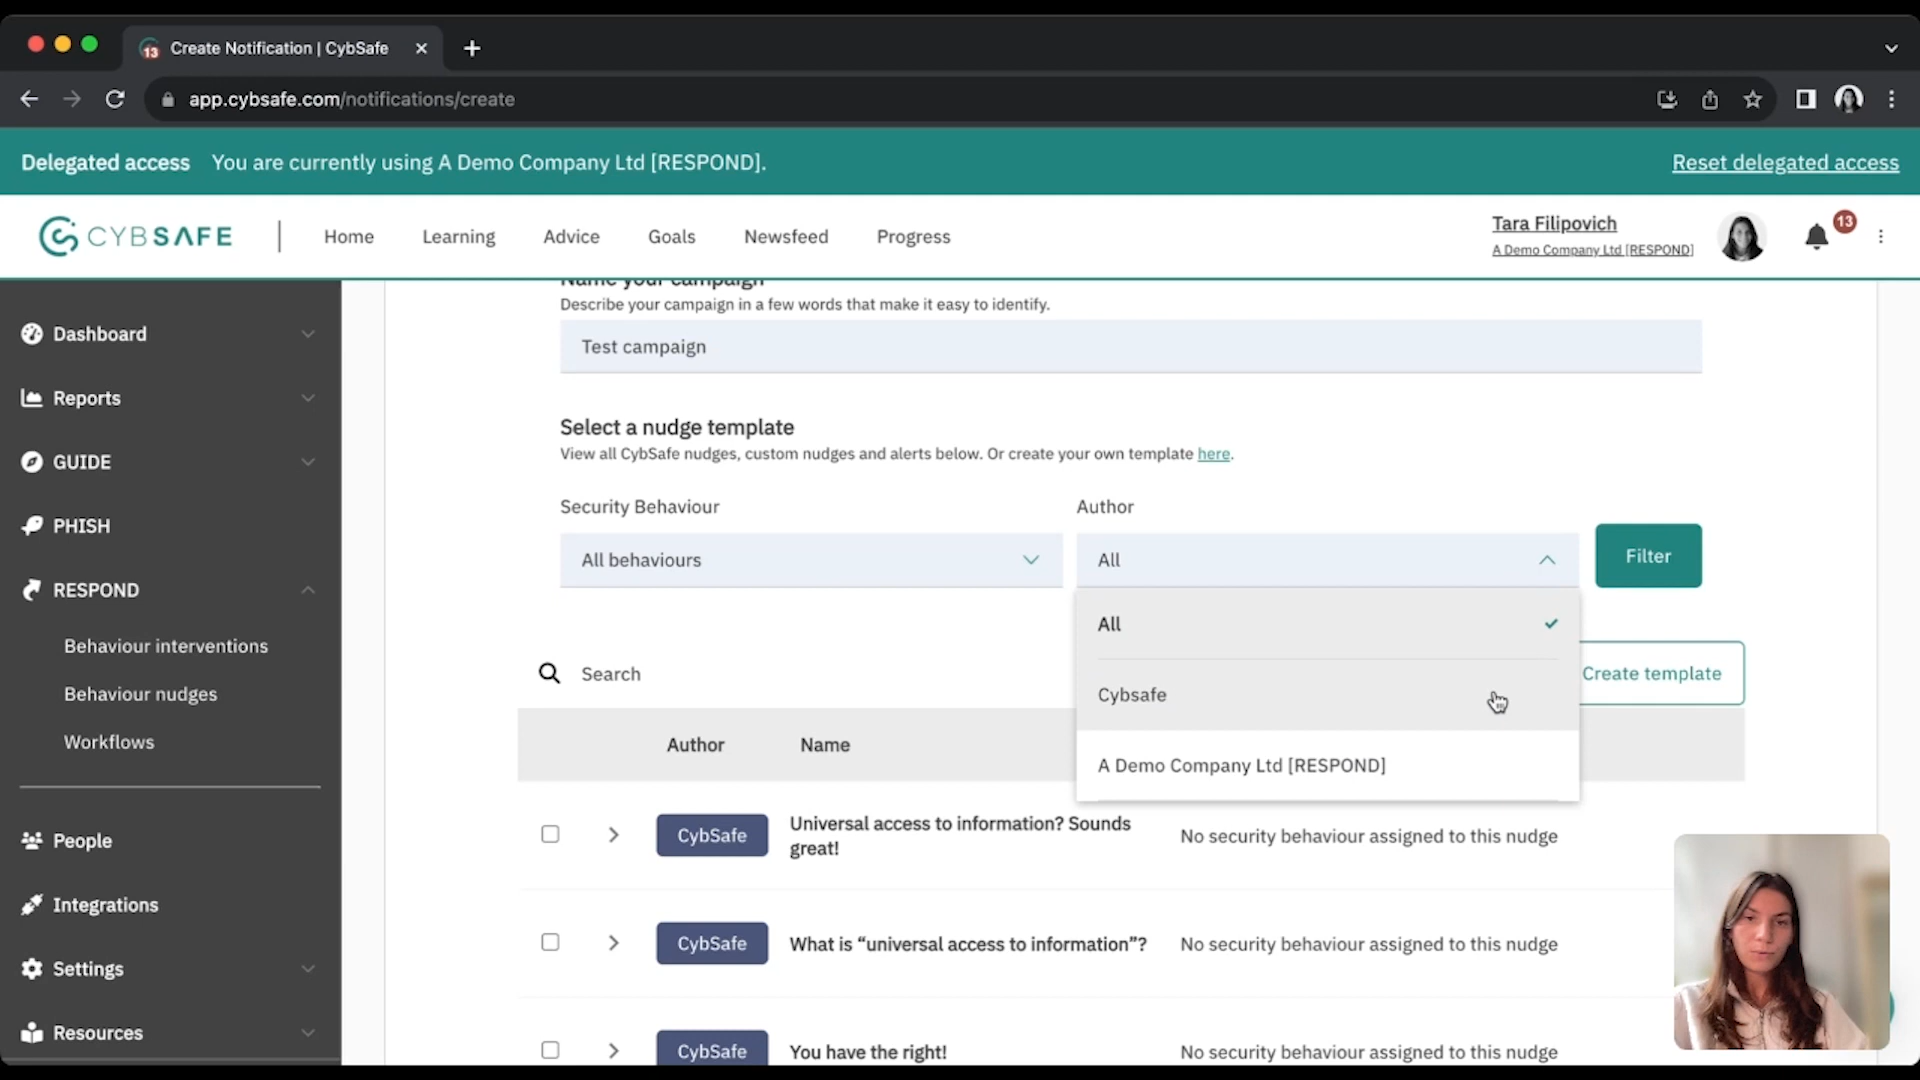 13
Create Notification | CybSafe
app.cybsafe.com/notifications/create
Delegated access You are currently using A Demo Company Ltd [RESPOND].
Reset delegated access
CYBSAFE
Home
Learning
Advice
Goals
Newsfeed
Progress
Tara Filipovich
A Demo Company Ltd [RESPOND]
13
Dashboard
Reports
GUIDE
PHISH
RESPOND
Behaviour interventions
Behaviour nudges
Workflows
People
Integrations
Settings
Resources
Name your campaign
Describe your campaign in a few words that make it easy to identify.
Test campaign
Select a nudge template
View all CybSafe nudges, custom nudges and alerts below. Or create your own template here.
Security Behaviour
Author
All behaviours
All
Filter
All
Cybsafe
A Demo Company Ltd [RESPOND]
Search
Create template
Author
Name
CybSafe
Universal access to information? Sounds
great!
No security behaviour assigned to this nudge
CybSafe
What is “universal access to information”?
No security behaviour assigned to this nudge
CybSafe
You have the right!
No security behaviour assigned to this nudge